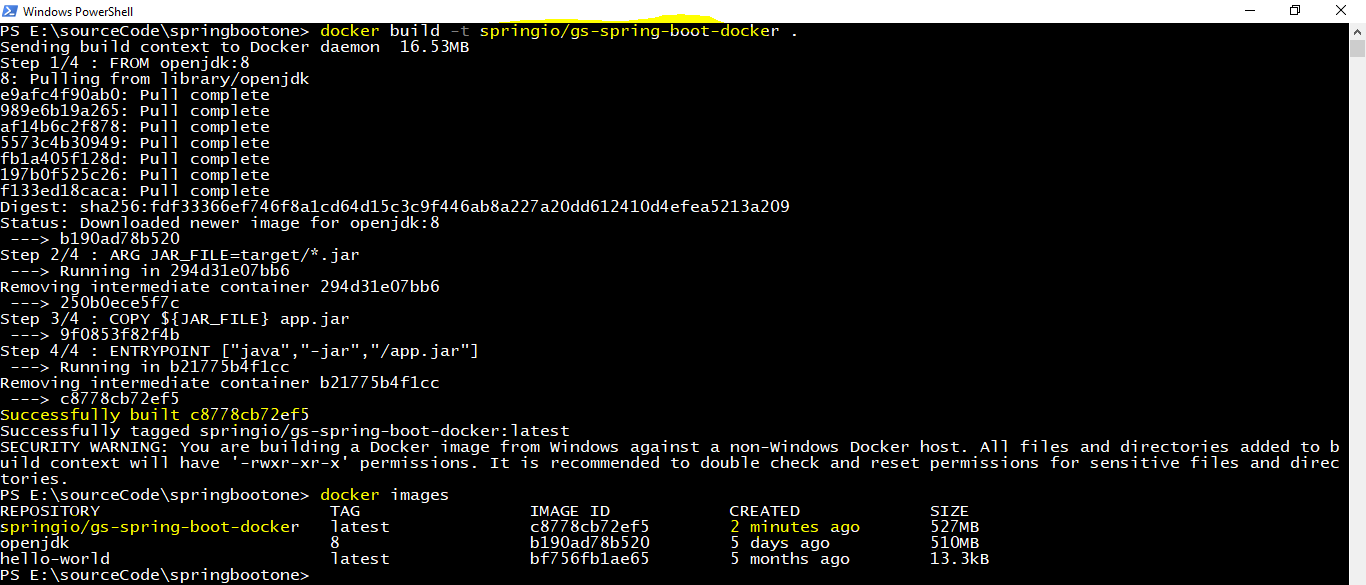 Windows PowerShell
PS E:\sourceCode\springbootone> docker build -t springio/gs-spring-boot-docker .
Sending build context to Docker daemon  16.53MB
Step 1/4 : FROM openjdk:8
8: Pulling from library/openjdk
e9afc4f90ab0: Pull complete
989e6b19a265: Pull complete
af14b6c2f878: Pull complete
5573c4b30949: Pull complete
fb1a405f128d: Pull complete
197b0f525c26: Pull complete
f133ed18caca: Pull complete
Digest: sha256:fdf33366ef746f8a1cd64d15c3c9f446ab8a227a20dd612410d4efea5213a209
Status: Downloaded newer image for openjdk:8
 ---> b190ad78b520
Step 2/4 : ARG JAR_FILE=target/*.jar
 ---> Running in 294d31e07bb6
Removing intermediate container 294d31e07bb6
 ---> 250b0ece5f7c
Step 3/4 : COPY ${JAR_FILE} app.jar
 ---> 9f0853f82f4b
Step 4/4 : ENTRYPOINT ["java","-jar","/app.jar"]
 ---> Running in b21775b4f1cc
Removing intermediate container b21775b4f1cc
 ---> c8778cb72ef5
Successfully built c8778cb72ef5
Successfully tagged springio/gs-spring-boot-docker:latest
SECURITY WARNING: You are building a Docker image from Windows against a non-Windows Docker host. All files and directories added to b
uild context will have '-rwxr-xr-x' permissions. It is recommended to double check and reset permissions for sensitive files and direc
tories.
PS E:\sourceCode\springbootone> docker images
REPOSITORY                       TAG                 IMAGE ID            CREATED             SIZE
springio/gs-spring-boot-docker   latest              c8778cb72ef5        2 minutes ago       527MB
openjdk                          8                   b190ad78b520        5 days ago          510MB
hello-world                      latest              bf756fb1ae65        5 months ago        13.3kB
PS E:\sourceCode\springbootone>